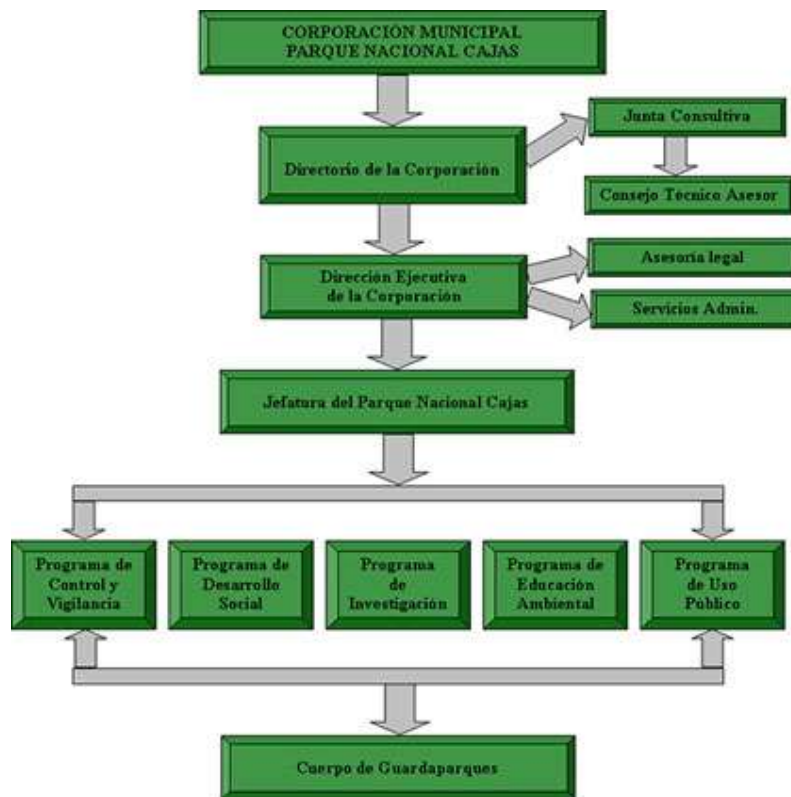 CORPORACIÓN MUNICIPAL
PARQUE NACIONAL CAJAS
Directorio de la Corporación
Junta Consultiva
Consejo Técnico Asesor
Dirección Ejecutiva
de la Corporación
Asesoría legal
Servicios Admin.
Jefatura del Parque Nacional Cajas
Programa de
Control y
Vigilancia
Programa de
Desarrollo
Social
Programa
de
Investigación
Programa de
Educación
Ambiental
Programa
de Uso
Público
Cuerpo de Guardaparques